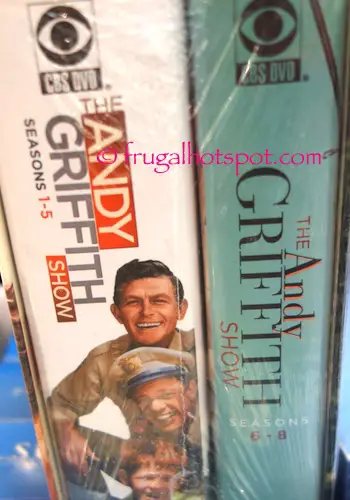 CBS DVD
THE
ANDY
GRIFFITH
SHOW
SEASONS 1-5
CBS DVD
THE
Andy
GRIFFITH
SHOW
SEASONS
6-8
© frugalhotspot.com